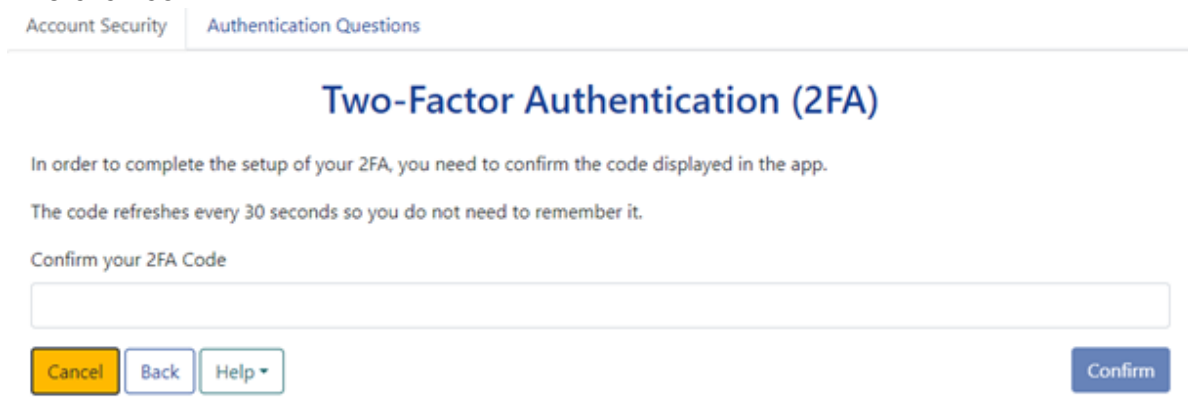 Account Security Authentication Questions
Two-Factor Authentication (2FA)
In order to complete the setup of your 2FA, you need to confirm the code displayed in the app.
The code refreshes every 30 seconds so you do not need to remember it.
Confirm your 2FA Code
Cancel Back Help Confirm